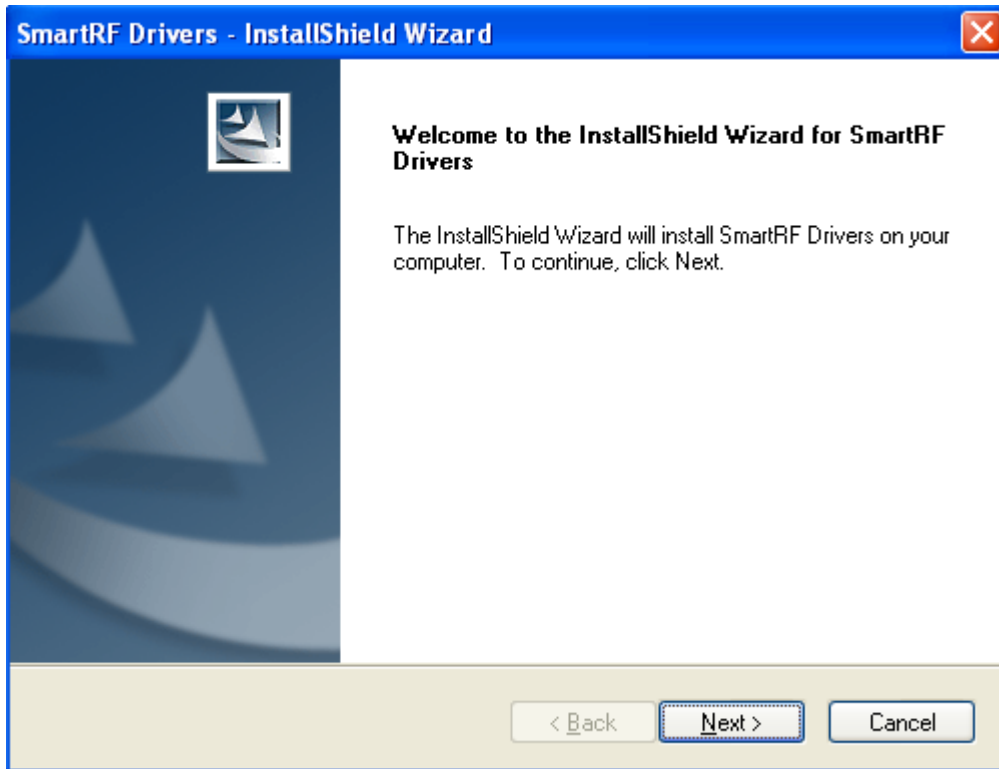 SmartRF Drivers - InstallShield Wizard
Welcome to the InstallShield Wizard for SmartRF
Drivers
The InstallShield Wizard will install SmartRF Drivers on your
computer. To continue, click Next.
< Back
Next >
Cancel